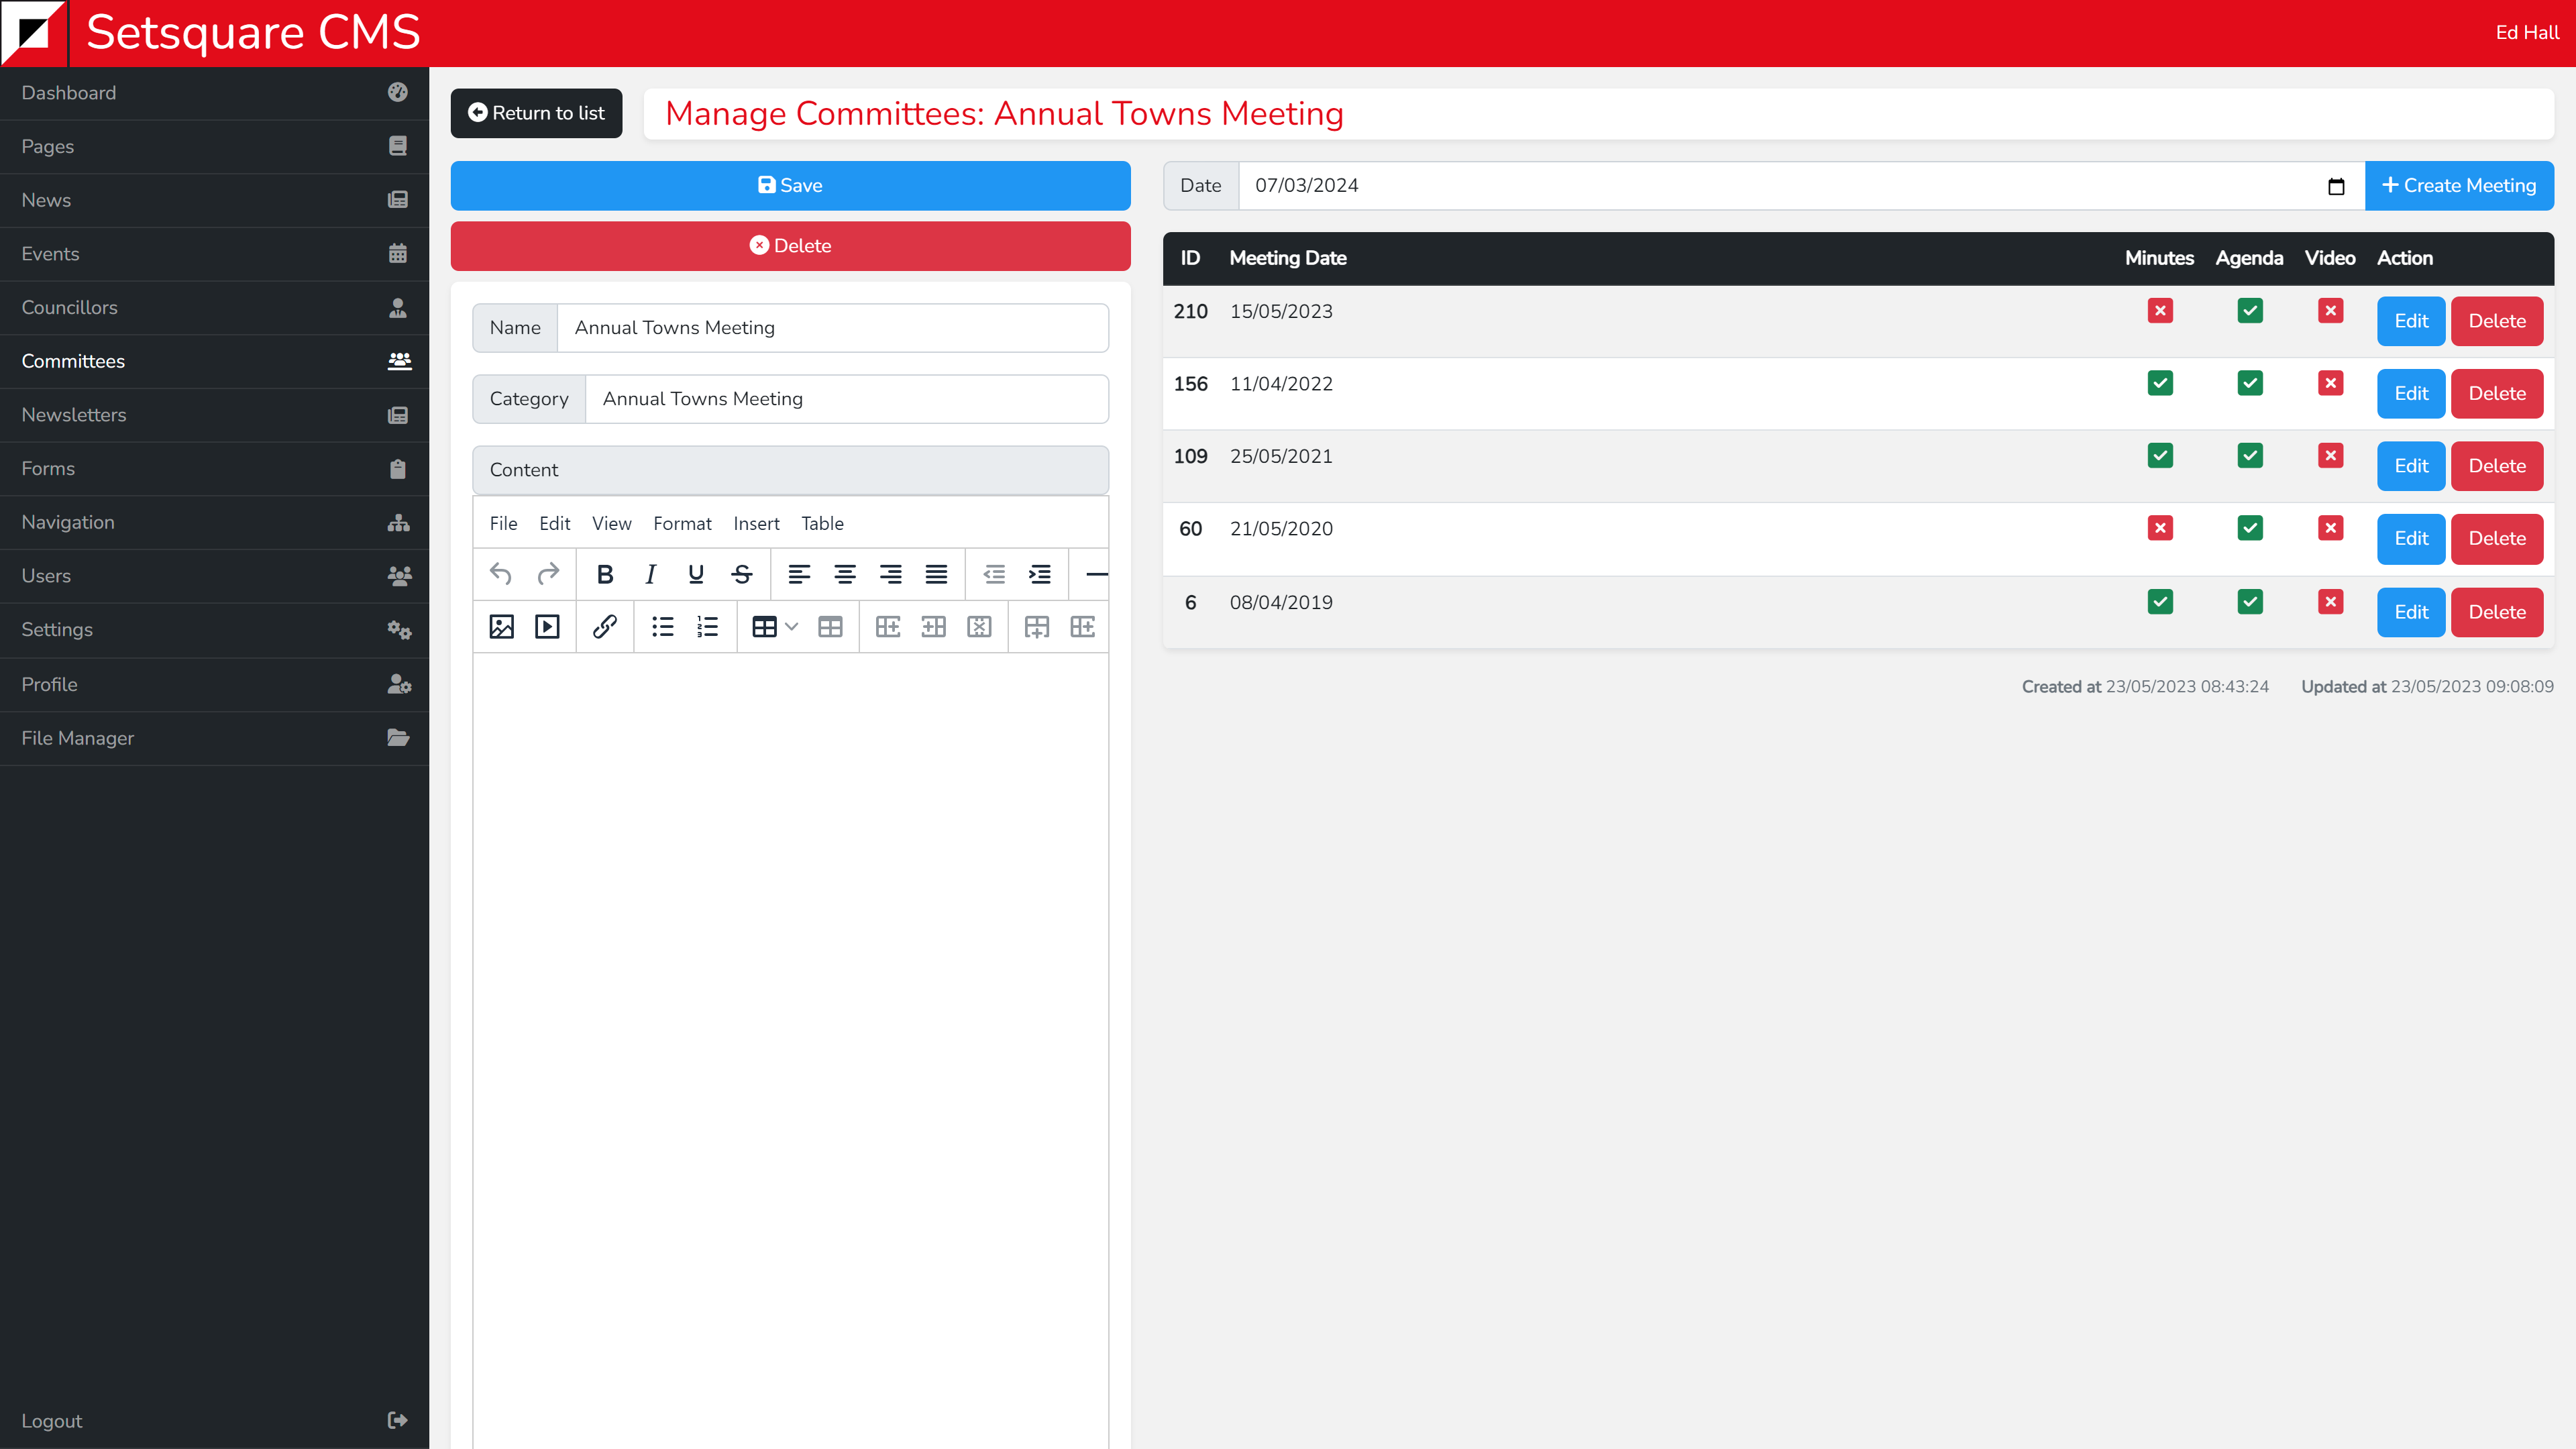 Setsquare CMS
Ed Hall
Dashboard
Pages
News
Events
Councillors
Committees
Newsletters
Forms
Navigation
Users
Settings
Profile
File Manager
Logout
Return to list
Manage Committees: Annual Towns Meeting
Save
Delete
Name Annual Towns Meeting
Category Annual Towns Meeting
Content
File Edit View Format Insert Table
Date 07/03/2024 Create Meeting
ID Meeting Date Minutes Agenda Video Action
210 15/05/2023 Edit Delete
156 11/04/2022 Edit Delete
109 25/05/2021 Edit Delete
60 21/05/2020 Edit Delete
6 08/04/2019 Edit Delete
Created at 23/05/2023 08:43:24 Updated at 23/05/2023 09:08:09